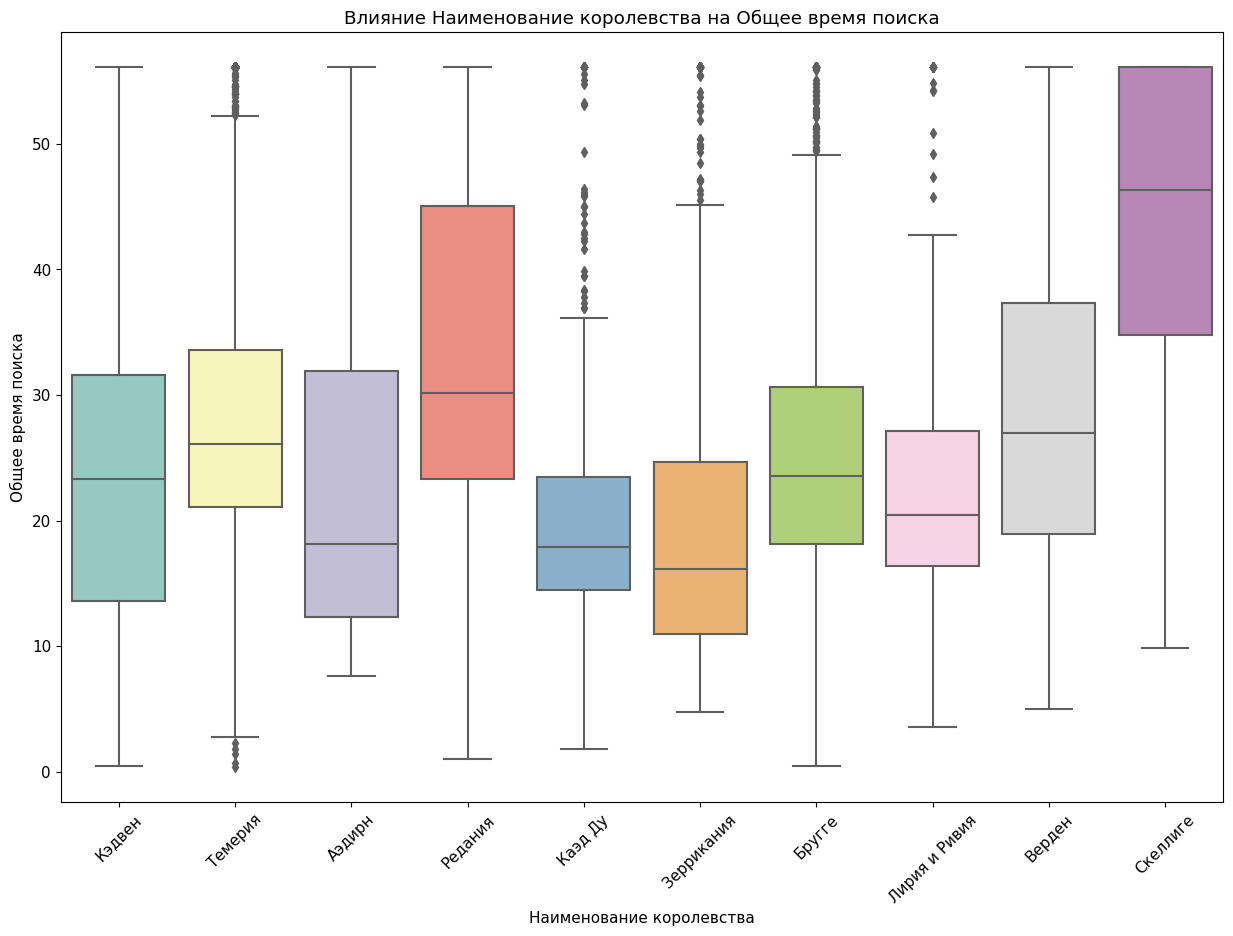 Влияние Наименование королевства на Общее время поиска
Общее время поиска
50
40
30
20
10
0
Кэдвен
Темерия
Аэдирн
Редания
Каэд Ду
Зеррикания
Бругге
Лирия и Ривия
Верден
Скеллиге
Наименование королевства